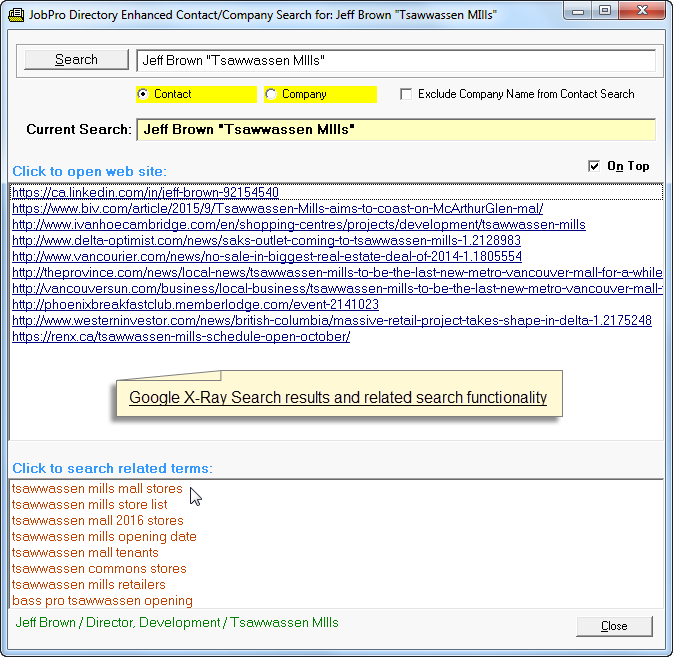 JobPro Directory Enhanced Contact/Company Search for: Jeff Brown "Tsawwassen MIlls"
Search
Jeff Brown "Tsawwassen MIlls"
Contact
Company
Exclude Company Name from Contact Search
Current Search:
Jeff Brown "Tsawwassen MIlls"
Click to open web site:
On Top
https://ca.linkedin.com/in/jeff-brown-92154540
https://www.biv.com/article/2015/9/Tsawwassen-Mills-aims-to-coast-on-McArthurGlen-mal/
http://www.ivanhoecambridge.com/en/shopping-centres/projects/development/tsawwassen-mills
http://www.delta-optimist.com/news/saks-outlet-coming-to-tsawwassen-mills-1.2128983
http://www.vancourier.com/news/no-sale-in-biggest-real-estate-deal-of-2014-1.1805554
http://theprovince.com/news/local-news/tsawwassen-mills-to-be-the-last-new-metro-vancouver-mall-for-a-while
http://vancouversun.com/business/local-business/tsawwassen-mills-to-be-the-last-new-metro-vancouver-mall-
http://phoenixbreakfastclub.memberlodge.com/event-2141023
http://www.westerninvestor.com/news/british-columbia/massive-retail-project-takes-shape-in-delta-1.2175248
https://renx.ca/tsawwassen-mills-schedule-open-october/
Google X-Ray Search results and related search functionality
Click to search related terms:
tsawwassen mills mall stores
tsawwassen mills store list
tsawwassen mall 2016 stores
tsawwassen mills opening date
tsawwassen mall tenants
tsawwassen commons stores
tsawwassen mills retailers
bass pro tsawwassen opening
Jeff Brown / Director, Development / Tsawwassen MIlls
Close